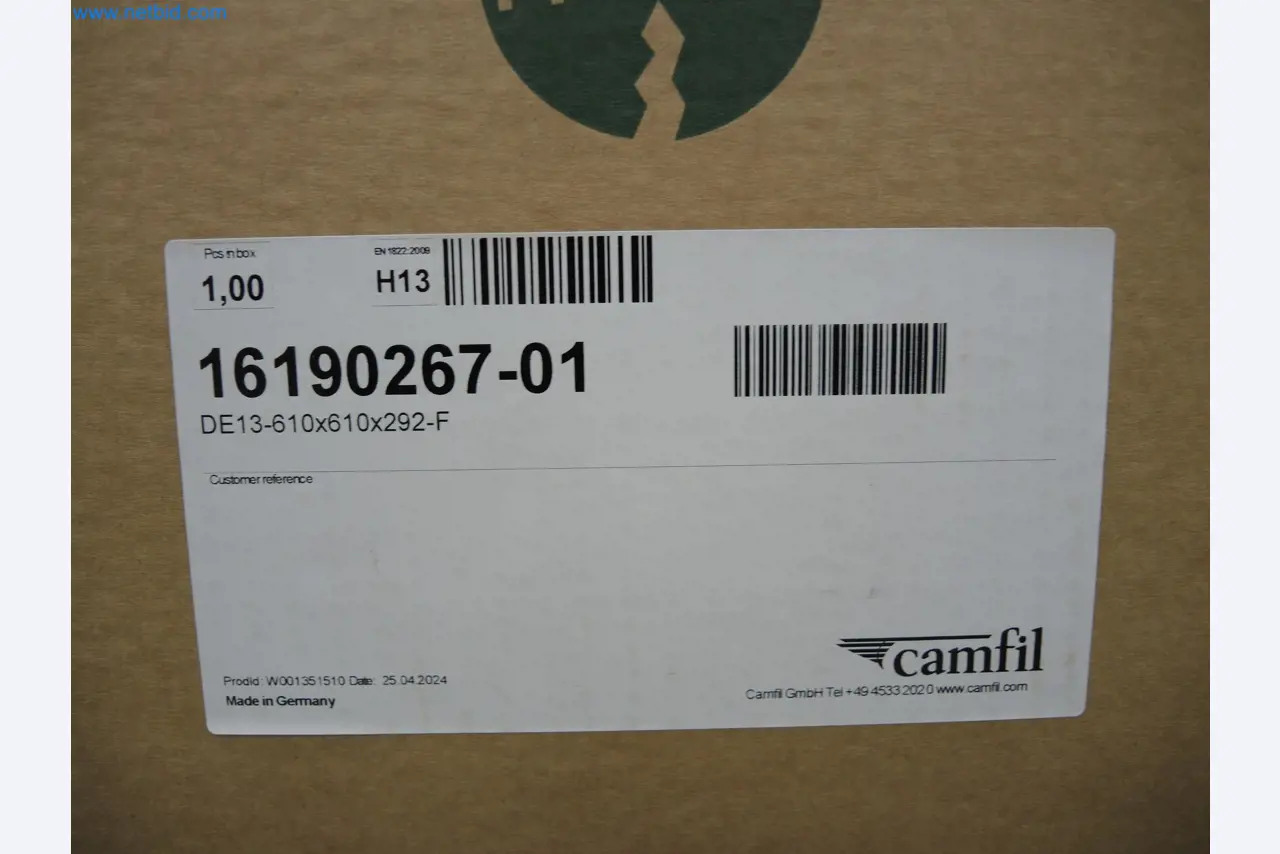 www.netbid.com
Pcs in box
1,00
EN 1822:2009
H13
16190267-01
DE13-610x610x292-F
Customer reference
camfil
Prodid: W001351510 Date: 25.04.2024
Made in Germany
Camfil GmbH Tel +49 4533 202 0 www.camfil.com